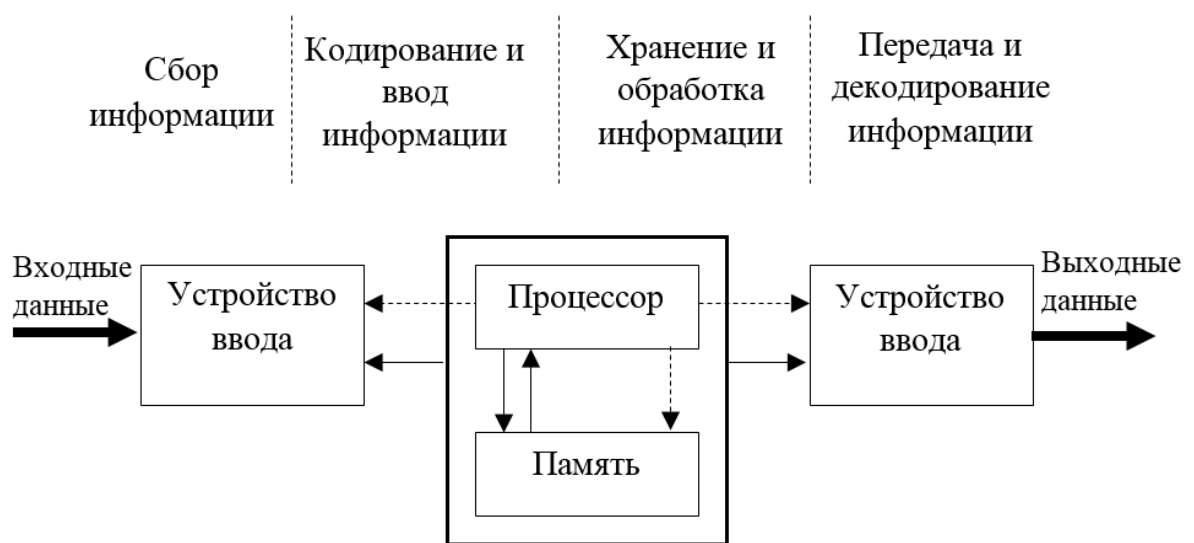 Сбор
информации
Кодирование и
ввод
информации
Хранение и
обработка
информации
Передача и
декодирование
информации
Входные
данные
Устройство
ввода
Процессор
Память
Устройство
ввода
Выходные
данные